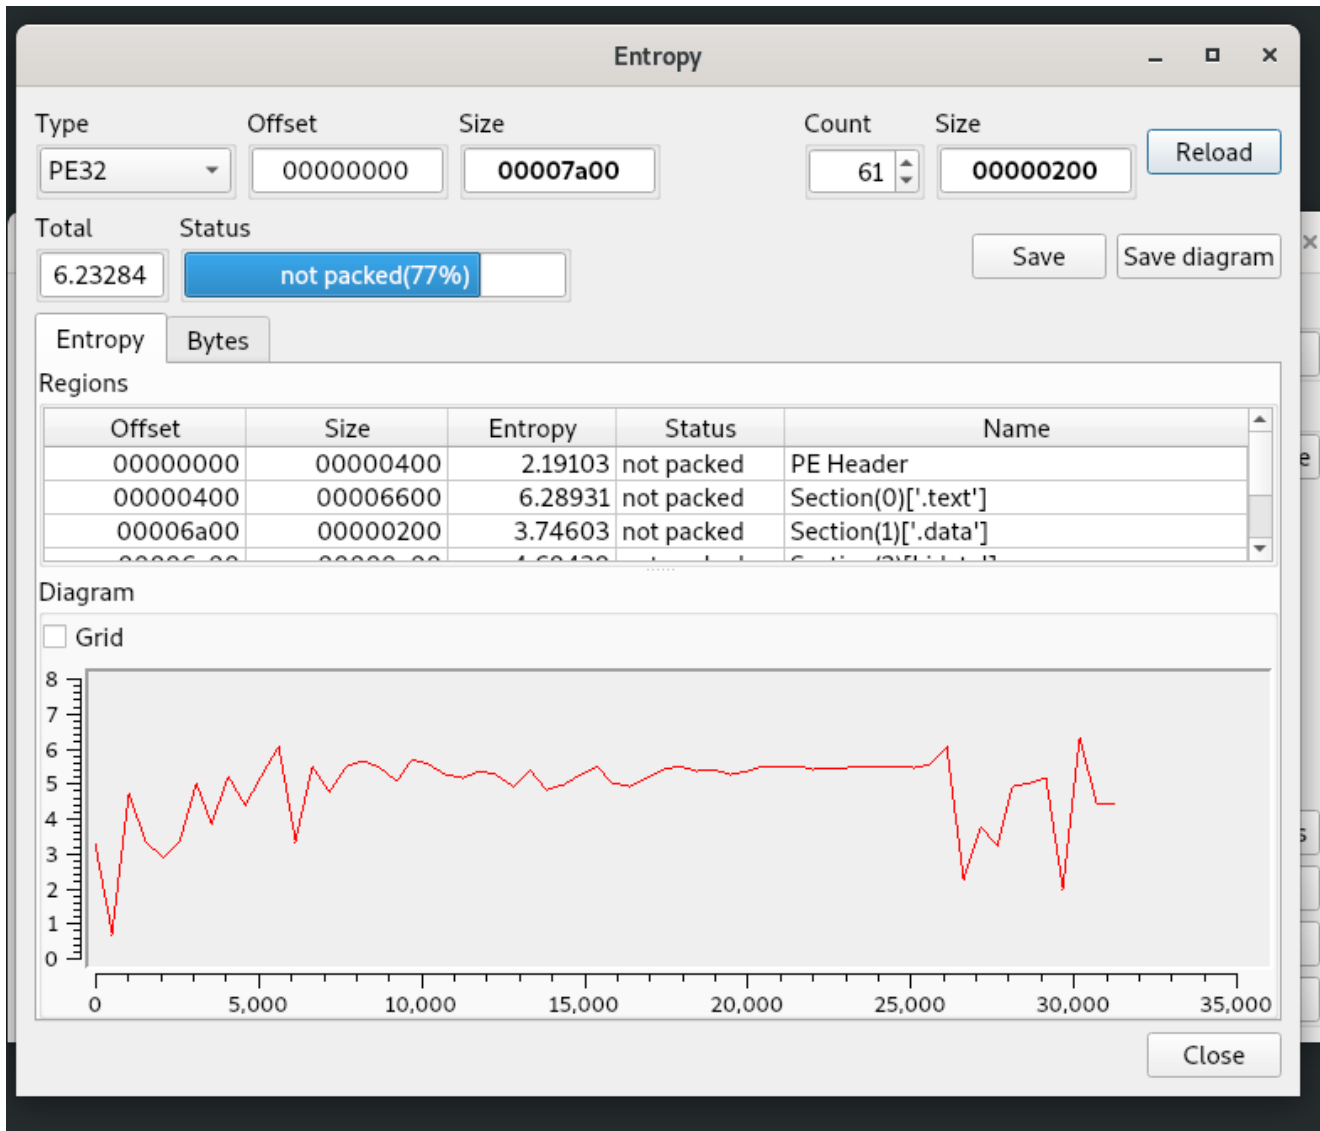 Entropy
Type Offset Size Count Size
PE32 00000000 00007a00 61 00000200 Reload
Total Status
6.23284 not packed(77%) Save Save diagram
Entropy Bytes
Regions
Offset Size Entropy Status Name
00000000 00000400 2.19103 not packed PE Header
00000400 00006600 6.28931 not packed Section(0)['.text']
00006a00 00000200 3.74603 not packed Section(1)['.data']
Diagram
Grid
8
7
6
5
4
3
2
1
0
0 5,000 10,000 15,000 20,000 25,000 30,000 35,000
Close